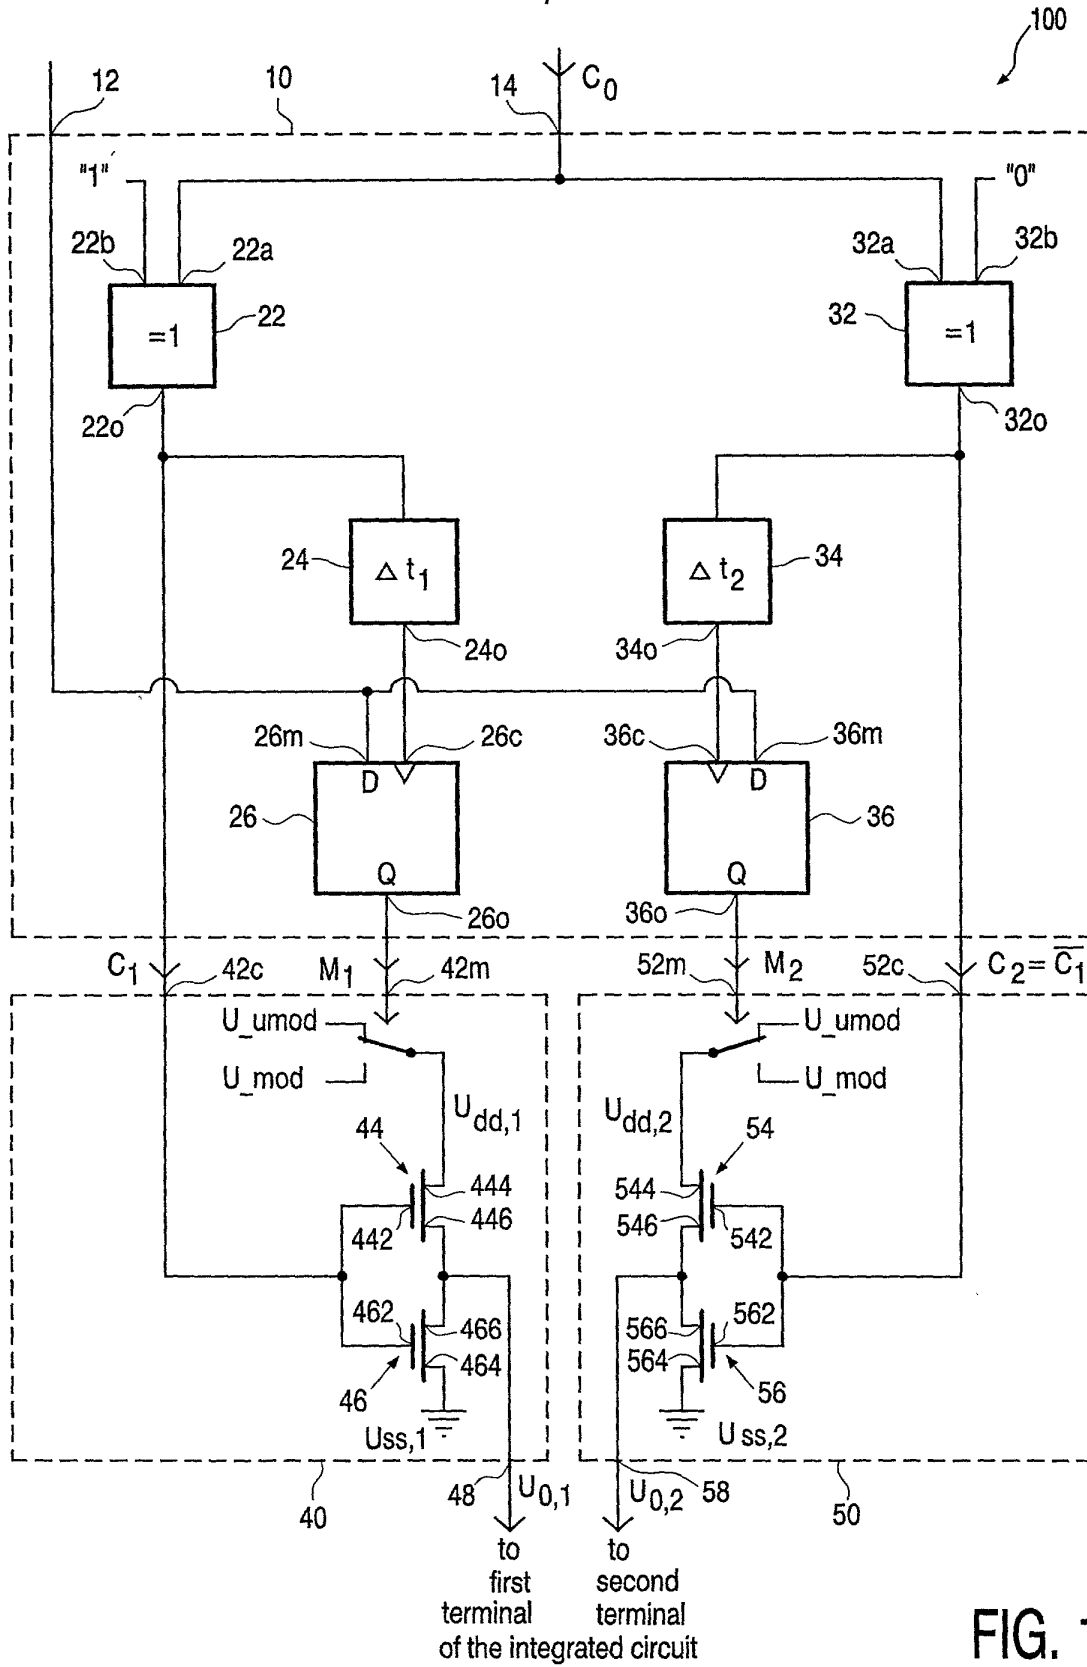 100
12
10
14
C0
"1"
"0"
22b
22a
32a
32b
=1
22
32
=1
22o
32o
24
Δ t1
Δ t2
34
24o
34o
26m
26c
36c
36m
D
D
26
36
Q
Q
26o
36o
C1
42c
M1
42m
52m
M2
52c
C2 = C̅1
U_umod
U_umod
U_mod
U_mod
Udd,1
Udd,2
44
54
444
544
446
546
442
542
462
562
466
566
464
564
46
56
Uss,1
Uss,2
48
U0,1
U0,2
58
40
50
to first terminal
to second terminal
of the integrated circuit
FIG.